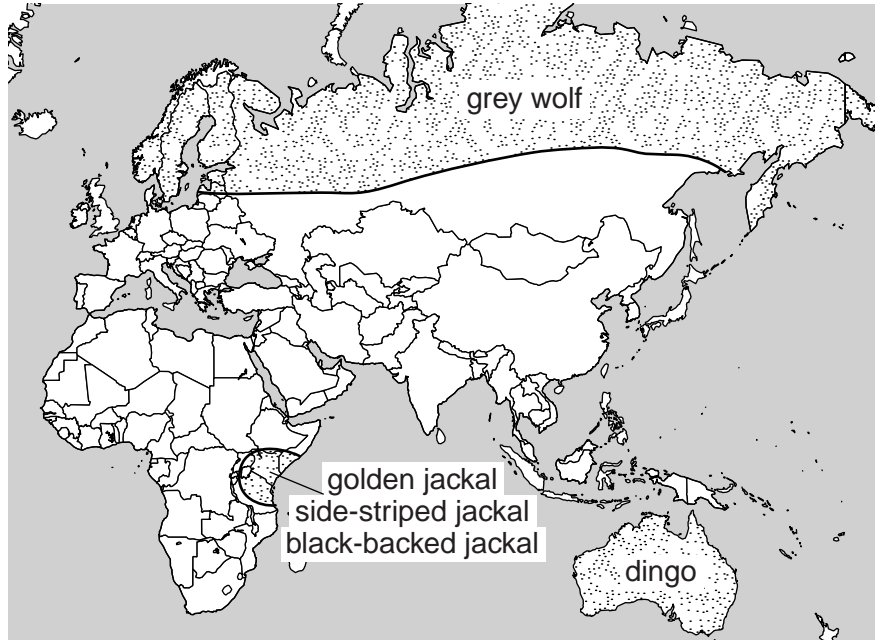 grey wolf
golden jackal
side-striped jackal
black-backed jackal
dingo